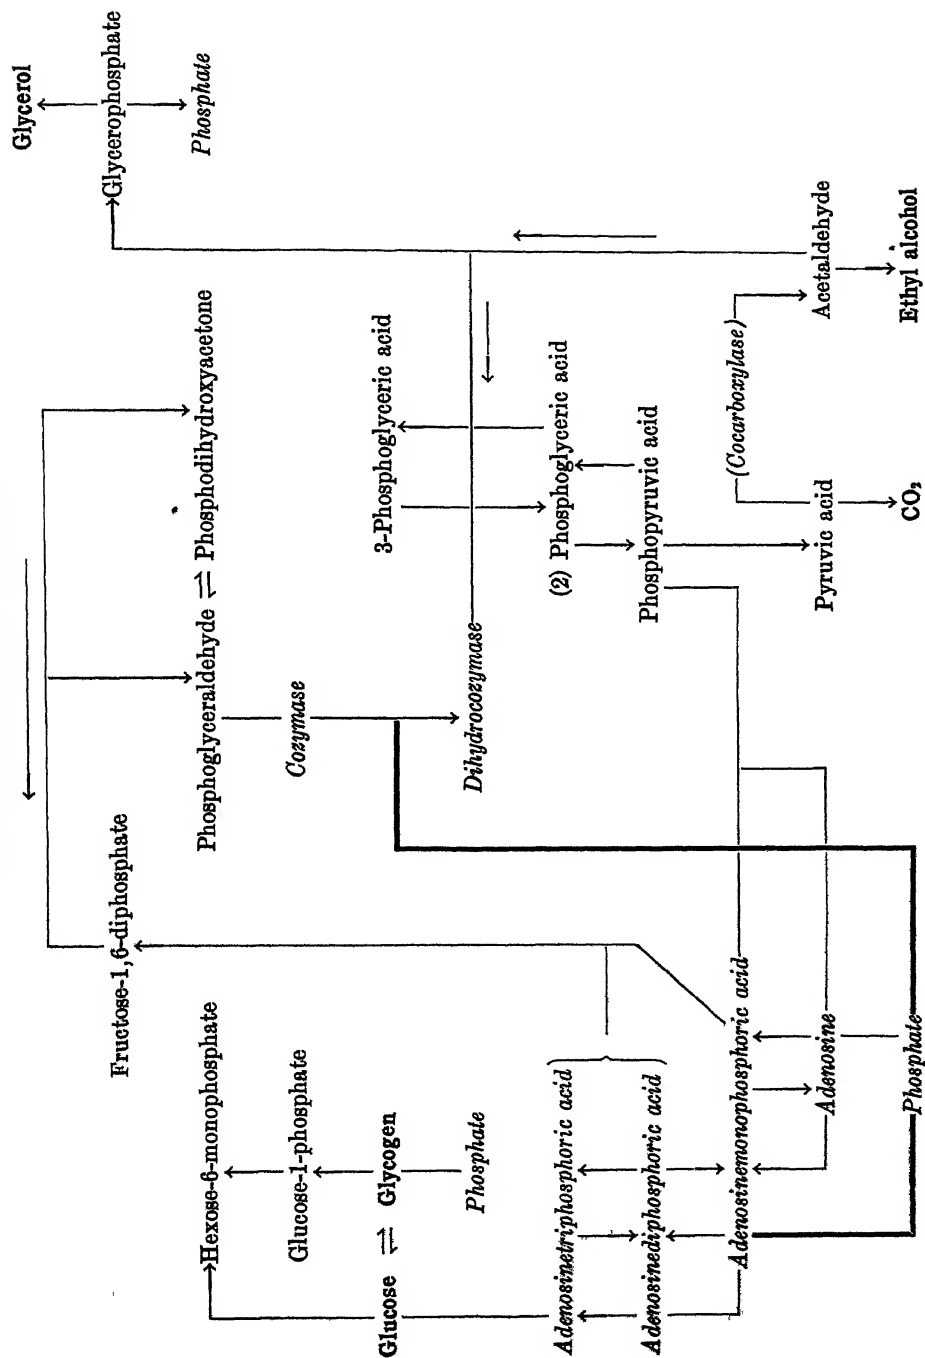 Glucose ⇌ Glycogen
Hexose-6-monophosphate
Glucose-1-phosphate
Phosphate
Adenosinetriphosphoric acid
Adenosinediphosphoric acid
Adenosinemonophosphoric acid
Adenosine
Phosphate
Fructose-1,6-diphosphate
Phosphoglyceraldehyde ⇌ Phosphodihydroxyacetone
Cozymase
Dihydrocozymase
3-Phosphoglyceric acid
(2) Phosphoglyceric acid
Phosphopyruvic acid
(Cocarboxylase)
Pyruvic acid
CO₂
Acetaldehyde
Ethyl alcohol
Glycerol
Glycerophosphate
Phosphate